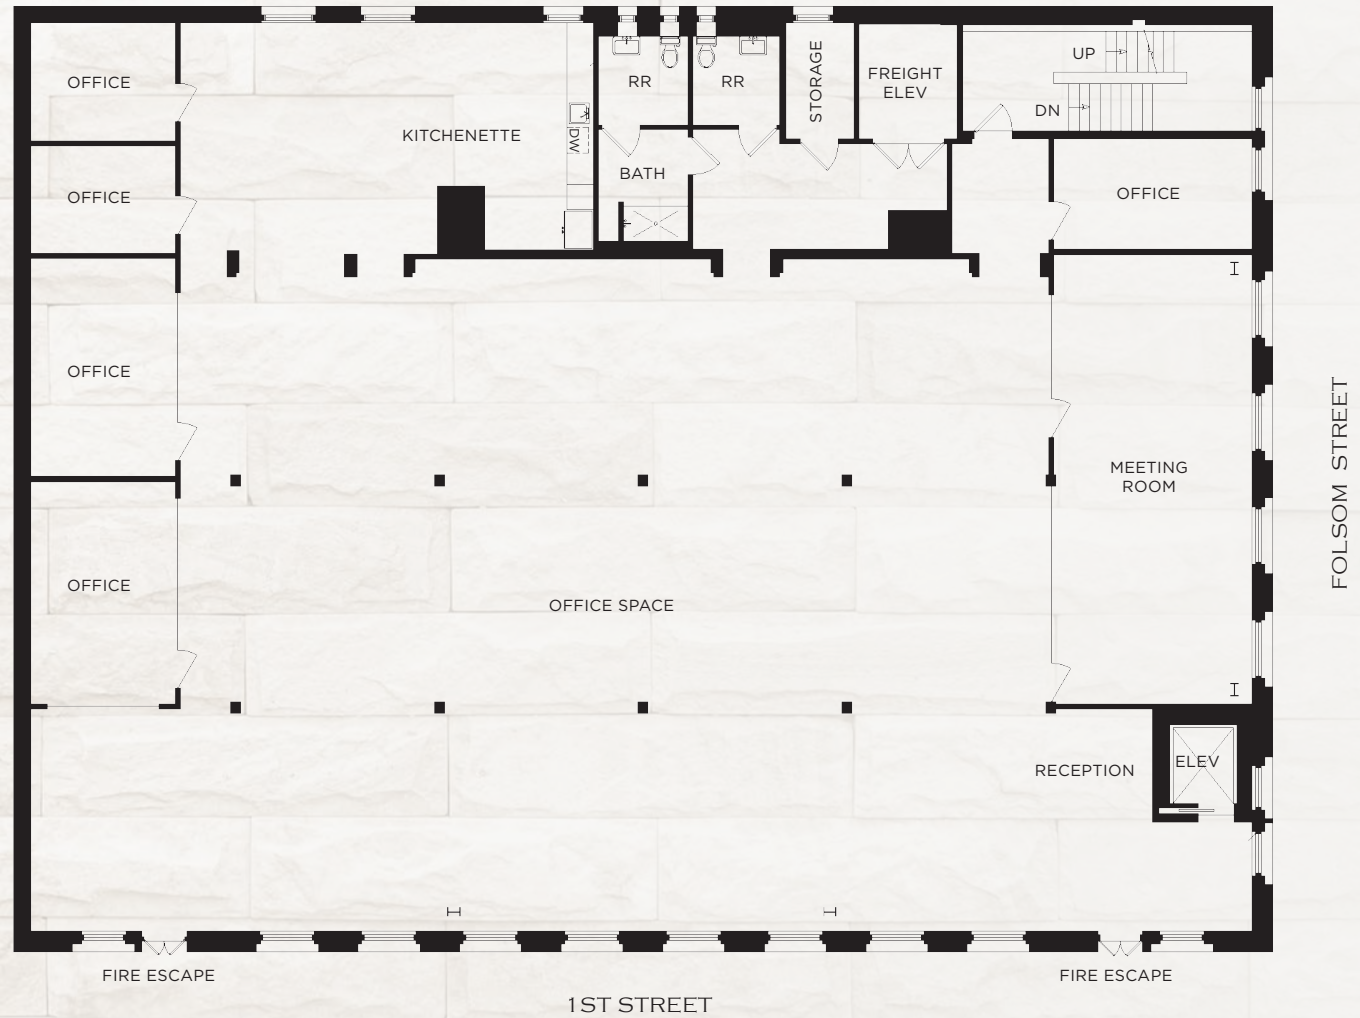 UP
OFFICE
KITCHENETTE
RR
RR
STORAGE
FREIGHT
ELEV
DN
DW
BATH
OFFICE
OFFICE
OFFICE
MEETING
ROOM
OFFICE
OFFICE SPACE
RECEPTION
ELEV
FOLSOM STREET
FIRE ESCAPE
FIRE ESCAPE
1ST STREET